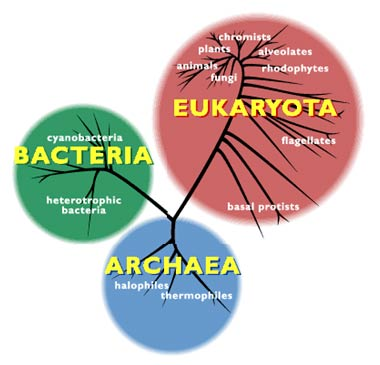 chromists
plants
alveolates
animals
rhodophytes
fungi
EUKARYOTA
flagellates
basal protists
cyanobacteria
BACTERIA
heterotrophic
bacteria
ARCHAEA
halophiles
thermophiles